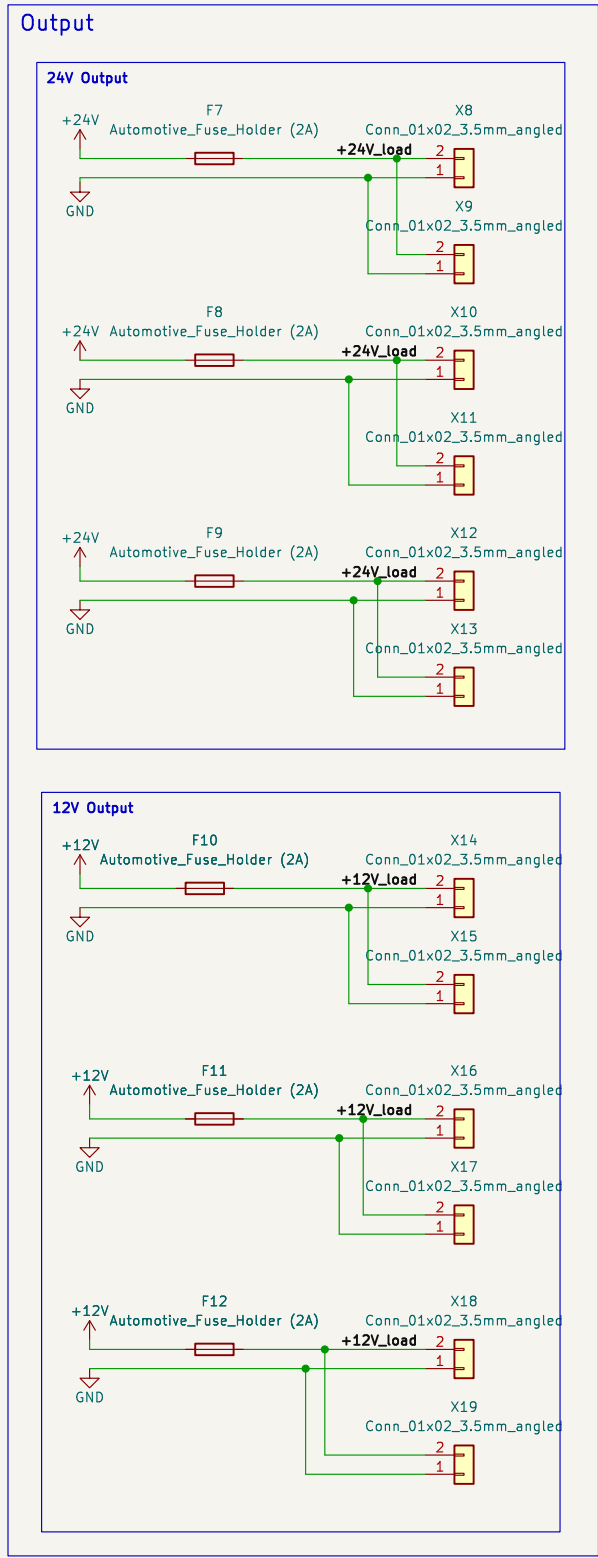 Output
24V Output
+24V
F7
Automotive_Fuse_Holder (2A)
+24V_load
X8
Conn_01x02_3.5mm_angled
2
1
GND
X9
Conn_01x02_3.5mm_angled
2
1
+24V
F8
Automotive_Fuse_Holder (2A)
+24V_load
X10
Conn_01x02_3.5mm_angled
2
1
GND
X11
Conn_01x02_3.5mm_angled
2
1
+24V
F9
Automotive_Fuse_Holder (2A)
+24V_load
X12
Conn_01x02_3.5mm_angled
2
1
GND
X13
Conn_01x02_3.5mm_angled
2
1
12V Output
+12V
F10
Automotive_Fuse_Holder (2A)
+12V_load
X14
Conn_01x02_3.5mm_angled
2
1
GND
X15
Conn_01x02_3.5mm_angled
2
1
+12V
F11
Automotive_Fuse_Holder (2A)
+12V_load
X16
Conn_01x02_3.5mm_angled
2
1
GND
X17
Conn_01x02_3.5mm_angled
2
1
+12V
F12
Automotive_Fuse_Holder (2A)
+12V_load
X18
Conn_01x02_3.5mm_angled
2
1
GND
X19
Conn_01x02_3.5mm_angled
2
1